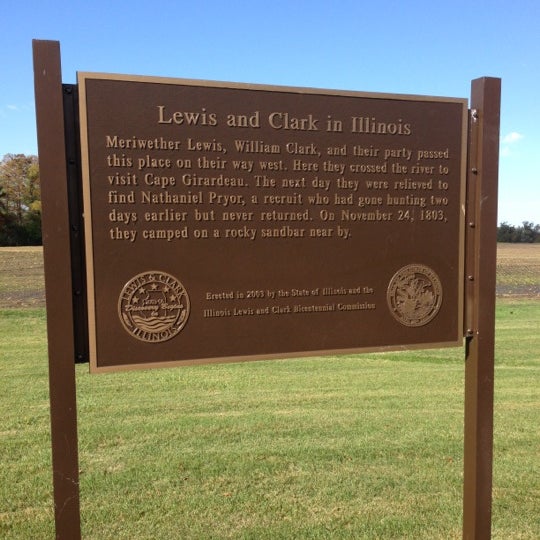 Lewis and Clark in Illinois
Meriwether Lewis, William Clark, and their party passed
this place on their way west. Here they crossed the river to
visit Cape Girardeau. The next day they were relieved to
find Nathaniel Pryor, a recruit who had gone hunting two
days earlier but never returned. On November 24, 1803,
they camped on a rocky sandbar near by.
LEWIS & CLARK
Discovery Begins
in
ILLINOIS
Erected in 2003 by the State of Illinois and the
Illinois Lewis and Clark Bicentennial Commission